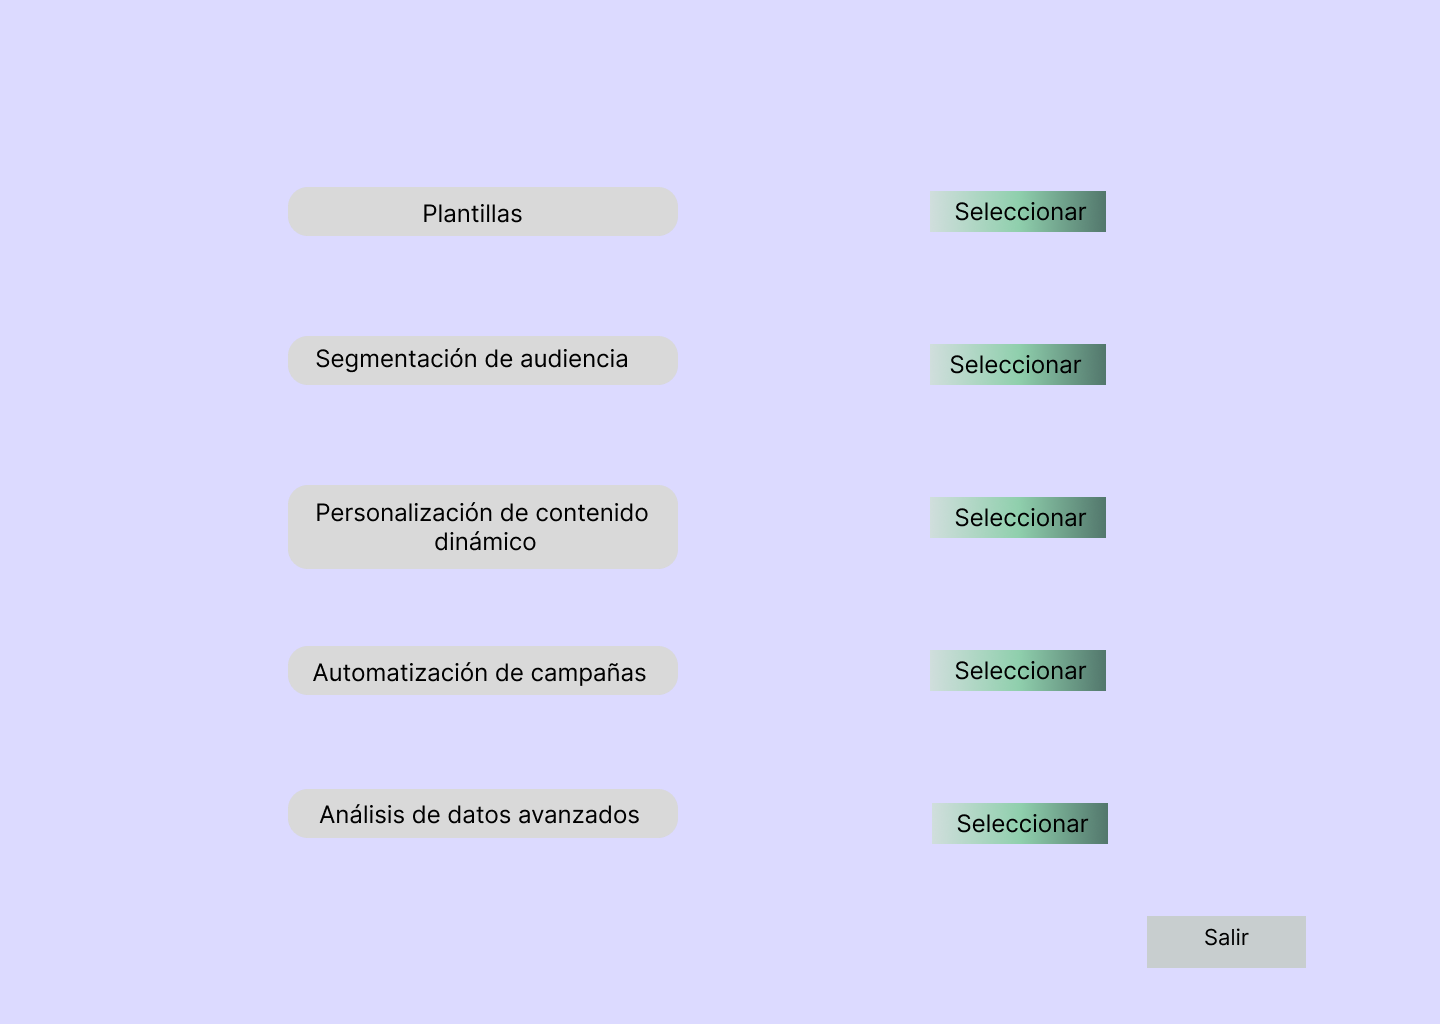 Plantillas
Seleccionar
Segmentación de audiencia
Seleccionar
Personalización de contenido
dinámico
Seleccionar
Automatización de campañas
Seleccionar
Análisis de datos avanzados
Seleccionar
Salir